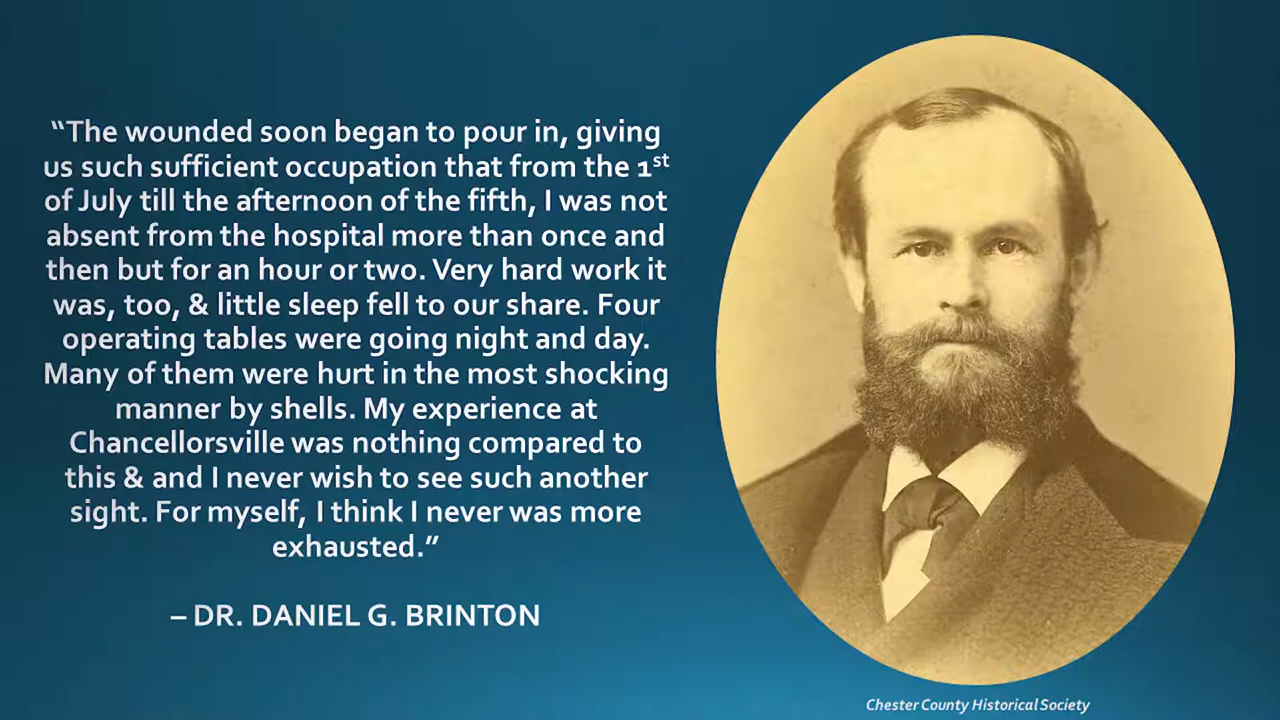 “The wounded soon began to pour in, giving
us such sufficient occupation that from the 1st
of July till the afternoon of the fifth, I was not
absent from the hospital more than once and
then but for an hour or two. Very hard work it
was, too, & little sleep fell to our share. Four
operating tables were going night and day.
Many of them were hurt in the most shocking
manner by shells. My experience at
Chancellorsville was nothing compared to
this & and I never wish to see such another
sight. For myself, I think I never was more
exhausted.”
– DR. DANIEL G. BRINTON
Chester County Historical Society